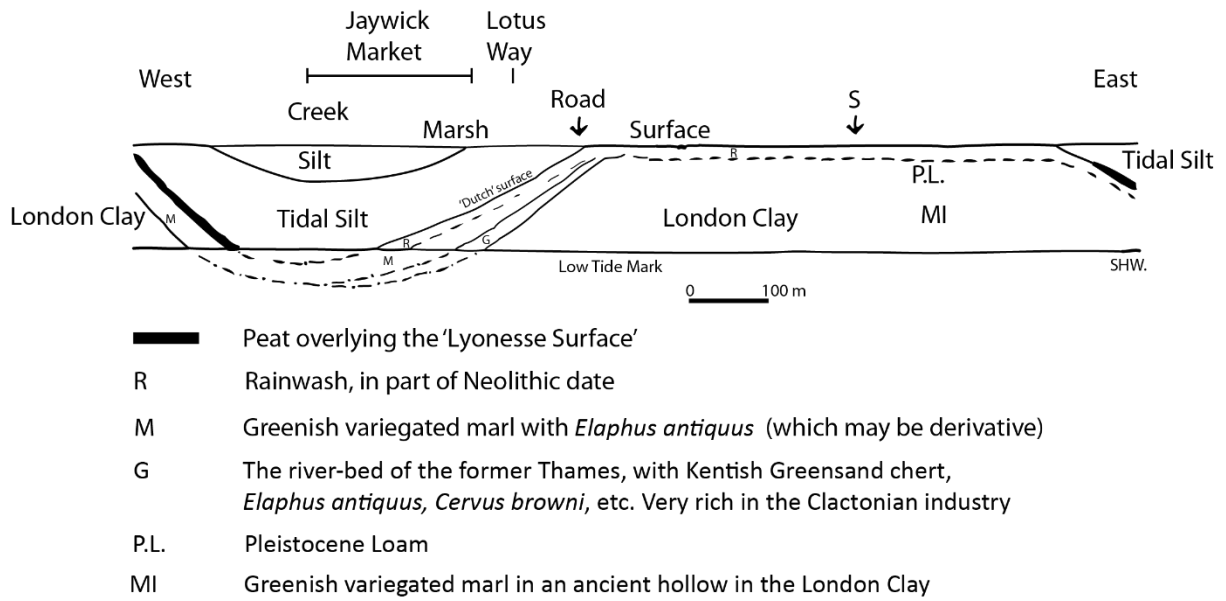 Jaywick
Market
Lotus
Way
West
East
Creek
Road
S
Marsh
Surface
Silt
R
Tidal Silt
'Dutch' surface
P.L.
London Clay
M
Tidal Silt
London Clay
MI
R
G
M
Low Tide Mark
SHW.
0 100 m
Peat overlying the 'Lyonesse Surface'
R Rainwash, in part of Neolithic date
M Greenish variegated marl with Elaphus antiquus (which may be derivative)
G The river-bed of the former Thames, with Kentish Greensand chert,
Elaphus antiquus, Cervus browni, etc. Very rich in the Clactonian industry
P.L. Pleistocene Loam
MI Greenish variegated marl in an ancient hollow in the London Clay